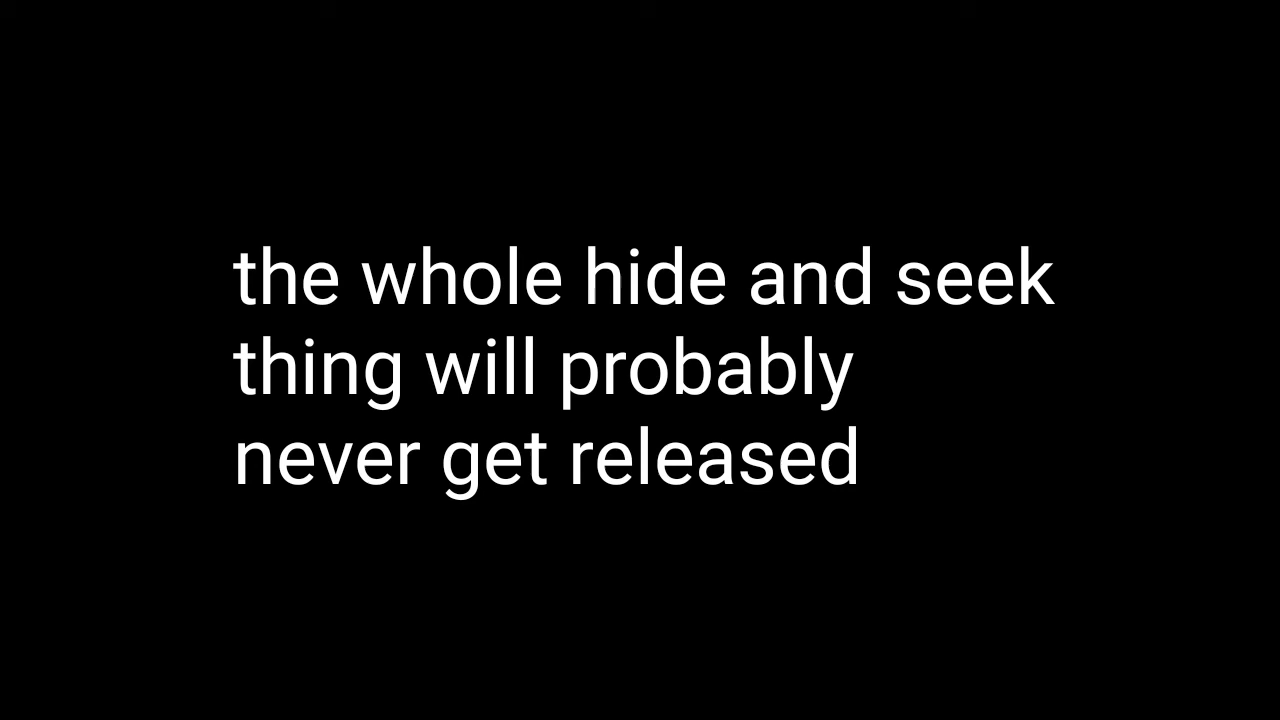 the whole hide and seek
thing will probably
never get released